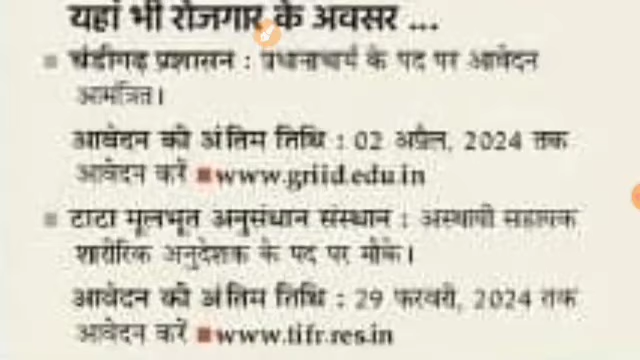 यहां भी रोजगार के अवसर ...
चंडीगढ़ प्रशासन : प्रधानाचार्य के पद पर आवेदन
आमंत्रित।
आवेदन की अंतिम तिथि : 02 अप्रैल, 2024 तक
आवेदन करें www.griid.edu.in
टाटा मूलभूत अनुसंधान संस्थान : अस्थायी सहायक
शारीरिक अनुदेशक के पद पर मौके।
आवेदन की अंतिम तिथि : 29 फरवरी, 2024 तक
आवेदन करें www.tifr.res.in